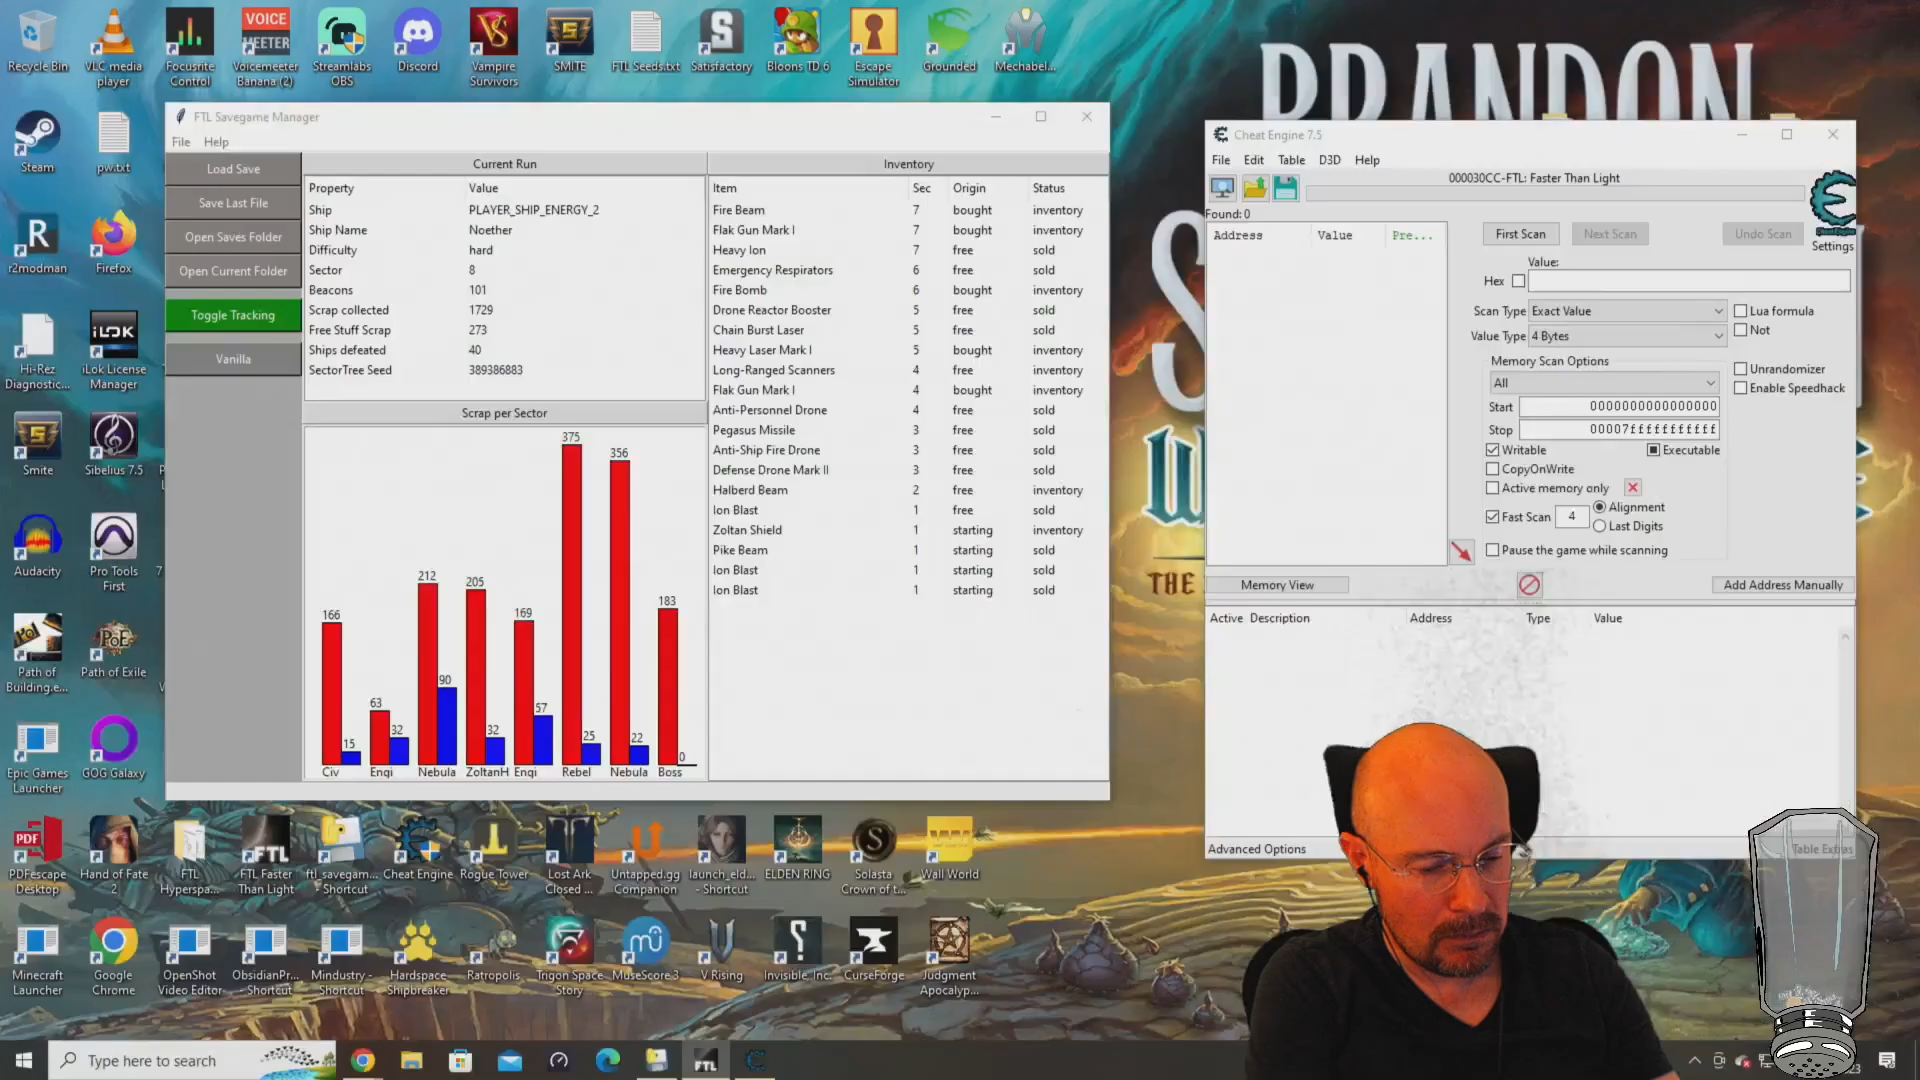 Recycle Bin
VLC media player
Focusrite Control
VOICE MEETER
Voicemeeter Banana (2)
Streamlabs OBS
Discord
Vampire Survivors
SMITE
FTL Seeds.txt
Satisfactory
Bloons TD 6
Escape Simulator
Grounded
Mechabel...
BRANDON
Steam
pw.txt
r2modman
Firefox
Hi-Rez Diagnostic...
iLOK
iLok License Manager
Smite
Sibelius 7.5
Audacity
Pro Tools First
Path of Building.e...
Path of Exile
Epic Games Launcher
GOG Galaxy
FTL Savegame Manager
File Help
Load Save
Save Last File
Open Saves Folder
Open Current Folder
Toggle Tracking
Vanilla
Current Run
Property Value
Ship PLAYER_SHIP_ENERGY_2
Ship Name Noether
Difficulty hard
Sector 8
Beacons 101
Scrap collected 1729
Free Stuff Scrap 273
Ships defeated 40
SectorTree Seed 389386883
Scrap per Sector
166 15 Civ
63 32 Engi
212 90 Nebula
205 32 ZoltanH
169 57 Engi
375 25 Rebel
356 22 Nebula
183 0 Boss
Inventory
Item Sec Origin Status
Fire Beam 7 bought inventory
Flak Gun Mark I 7 bought inventory
Heavy Ion 7 free sold
Emergency Respirators 6 free sold
Fire Bomb 6 bought inventory
Drone Reactor Booster 5 free sold
Chain Burst Laser 5 free sold
Heavy Laser Mark I 5 bought inventory
Long-Ranged Scanners 4 free inventory
Flak Gun Mark I 4 bought inventory
Anti-Personnel Drone 4 free sold
Pegasus Missile 3 free sold
Anti-Ship Fire Drone 3 free sold
Defense Drone Mark II 3 free sold
Halberd Beam 2 free inventory
Ion Blast 1 free sold
Zoltan Shield 1 starting inventory
Pike Beam 1 starting sold
Ion Blast 1 starting sold
Ion Blast 1 starting sold
Cheat Engine 7.5
File Edit Table D3D Help
000030CC-FTL: Faster Than Light
Found: 0
Address Value Pre...
First Scan Next Scan Undo Scan
Settings
Value:
Hex
Scan Type Exact Value
Lua formula
Not
Value Type 4 Bytes
Memory Scan Options
All
Unrandomizer
Enable Speedhack
Start 0000000000000000
Stop 00007fffffffffff
Writable Executable
CopyOnWrite
Active memory only
Fast Scan 4 Alignment
Last Digits
Pause the game while scanning
Memory View
Add Address Manually
Active Description Address Type Value
Advanced Options
Table Extras
THE
PDFescape Desktop
Hand of Fate 2
FTL Hyperspa...
FTL Faster Than Light
ftl_savegam... - Shortcut
Cheat Engine
Rogue Tower
Lost Ark Closed ...
Untapped.gg Companion
launch_eld... - Shortcut
ELDEN RING
Solasta Crown of t...
Wall World
Minecraft Launcher
Google Chrome
OpenShot Video Editor
ObsidianPr... - Shortcut
Mindustry - Shortcut
Hardspace Shipbreaker
Ratropolis
Trigon Space Story
MuseScore 3
V Rising
Invisible, Inc.
CurseForge
Judgment Apocalyp...
Type here to search